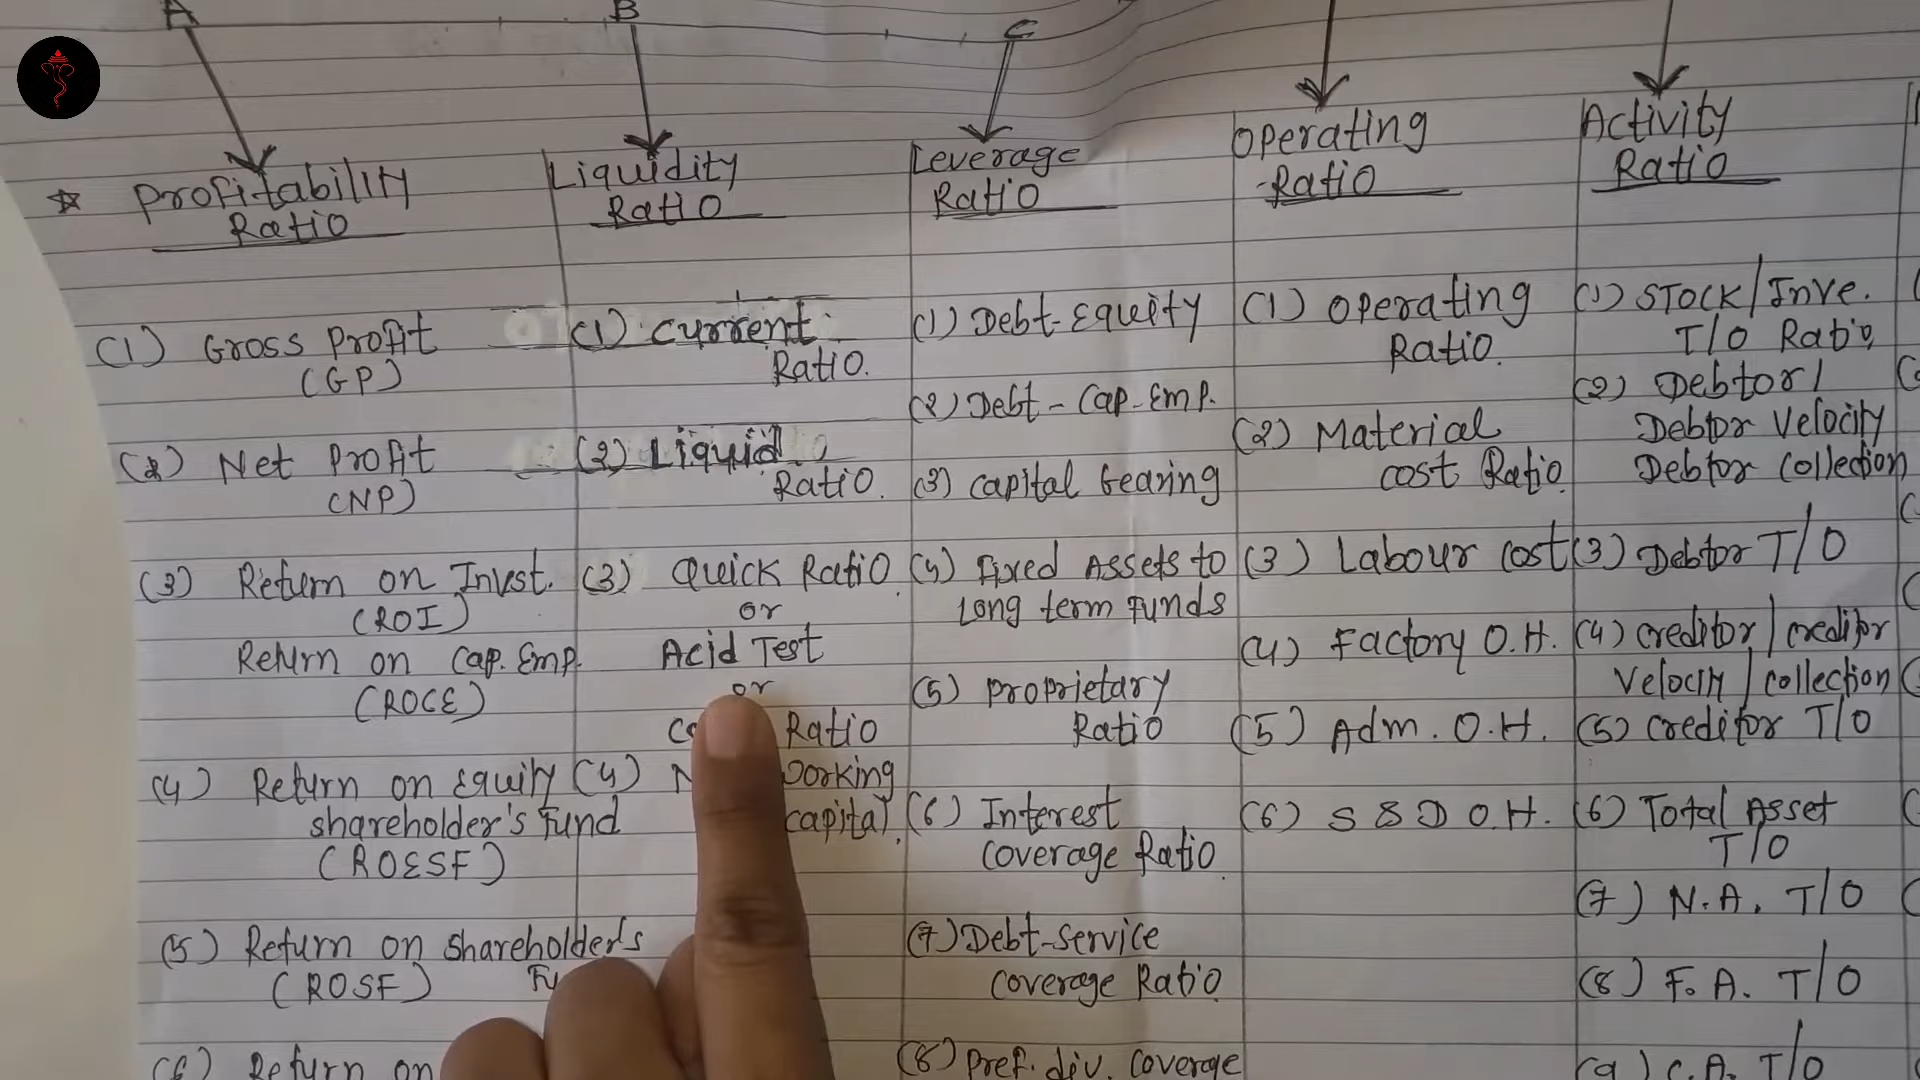 A
B
C
☆ Profitability
Ratio
(1) Gross Profit
(GP)
(2) Net Profit
(NP)
(3) Return on Invst.
(ROI)
Return on Cap. Emp.
(ROCE)
(4) Return on Equity
shareholder's Fund
(ROESF)
(5) Return on shareholder's
(ROSF)
(6) Return on
Liquidity
Ratio
(1) Current
Ratio.
(2) Liquid
Ratio.
(3) Quick Ratio
or
Acid Test
or
Ratio
(4)
Working
capital.
Leverage
Ratio
(1) Debt-Equity
(2) Debt-Cap-Emp.
(3) Capital Gearing
(4) Fixed Assets to
Long term Funds
(5) Proprietary
Ratio
(6) Interest
Coverage Ratio.
(7) Debt-Service
Coverage Ratio.
(8) Pref. div. Coverage
Operating
Ratio
(1) Operating
Ratio.
(2) Material
cost Ratio.
(3) Labour cost
(4) Factory O.H.
(5) Adm. O.H.
(6) S & D O.H.
Activity
Ratio
(1) Stock/Inve.
T/O Ratio
(2) Debtor/
Debtor Velocity
Debtor Collection
(3) Debtor T/O
(4) Creditor/Creditor
Velocity/collection
(5) Creditor T/O
(6) Total Asset
T/O
(7) N.A. T/O
(8) F.A. T/O
(9) C.A. T/O